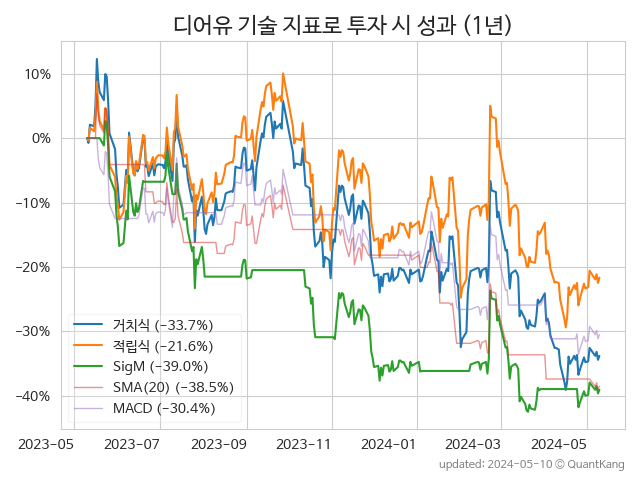 디어유 기술 지표로 투자 시 성과 (1년)
10%
0%
−10%
−20%
−30%
−40%
거치식 (−33.7%)
적립식 (−21.6%)
SigM (−39.0%)
SMA(20) (−38.5%)
MACD (−30.4%)
2023-05 2023-07 2023-09 2023-11 2024-01 2024-03 2024-05
updated: 2024-05-10 © QuantKang